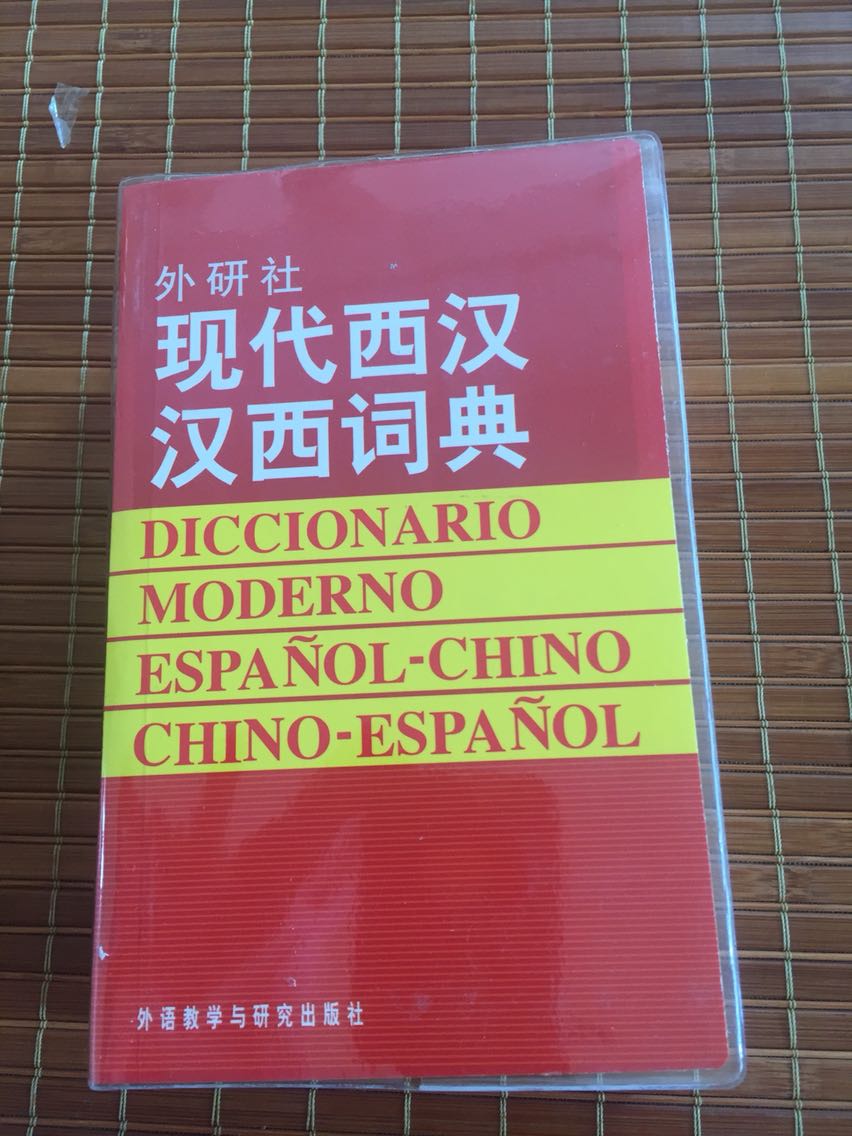 外研社
现代西汉
汉西词典
DICCIONARIO
MODERNO
ESPAÑOL-CHINO
CHINO-ESPAÑOL
外语教学与研究出版社